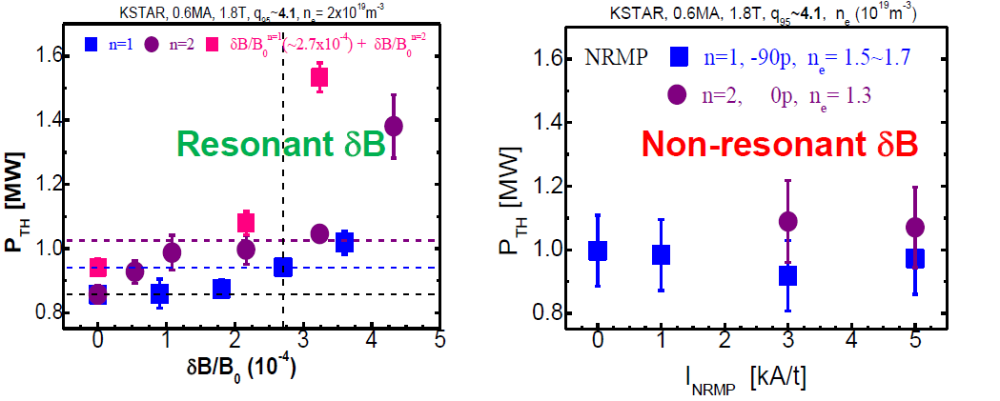 KSTAR, 0.6MA, 1.8T, q95~4.1, ne = 2x10^19m^-3
n=1 n=2 δB/B0^n=1(~2.7x10^-4) + δB/B0^n=2
1.6
1.4
1.2
1.0
0.8
PTH [MW]
Resonant δB
0 1 2 3 4 5
δB/B0 (10^-4)
KSTAR, 0.6MA, 1.8T, q95~4.1, ne (10^19m^-3)
NRMP n=1, -90p, ne= 1.5~1.7
n=2, 0p, ne= 1.3
1.6
1.4
1.2
1.0
0.8
PTH [MW]
Non-resonant δB
0 1 2 3 4 5
INRMP [kA/t]